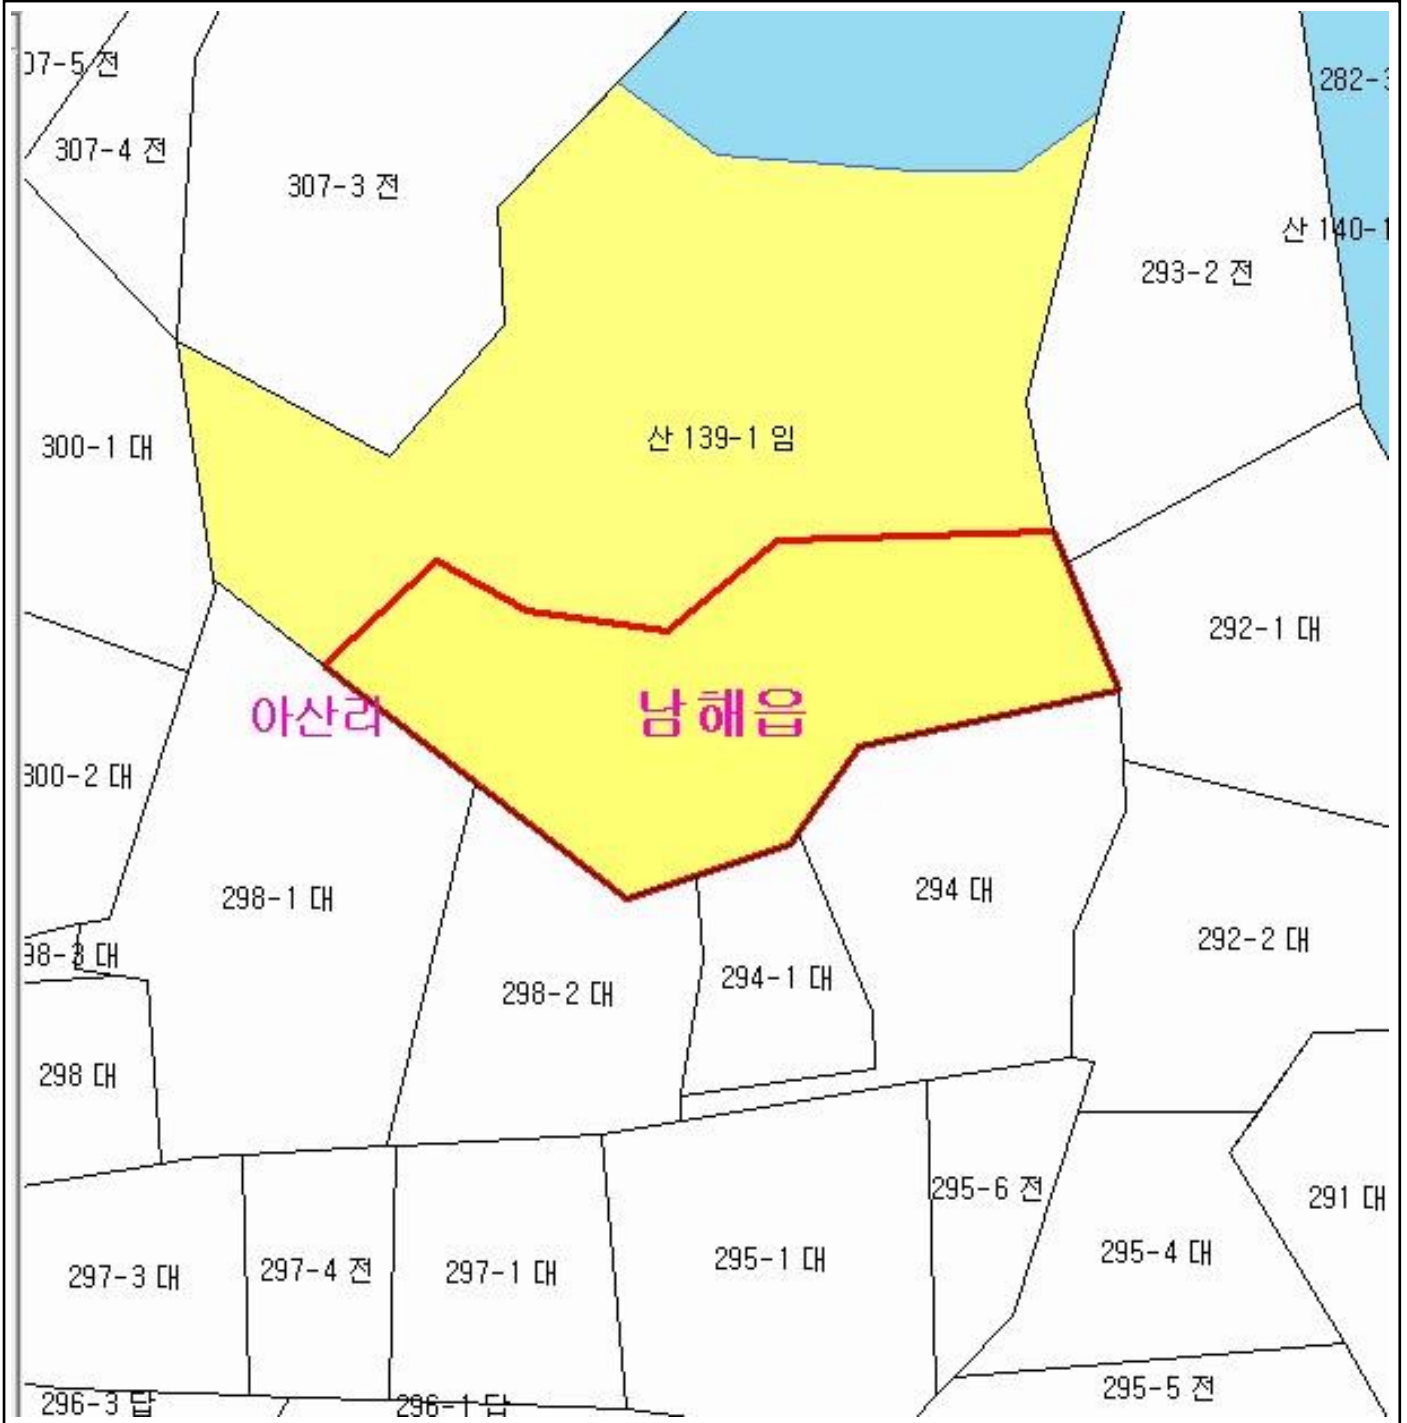 07-5 전
282-3
307-4 전
307-3 전
산 140-1
293-2 전
300-1 대
산 139-1 임
292-1 대
아산리
남해읍
300-2 대
298-1 대
294 대
98-3 대
292-2 대
298-2 대
294-1 대
298 대
295-6 전
291 대
297-3 대
297-4 전
297-1 대
295-1 대
295-4 대
296-3 답
296-1 답
295-5 전